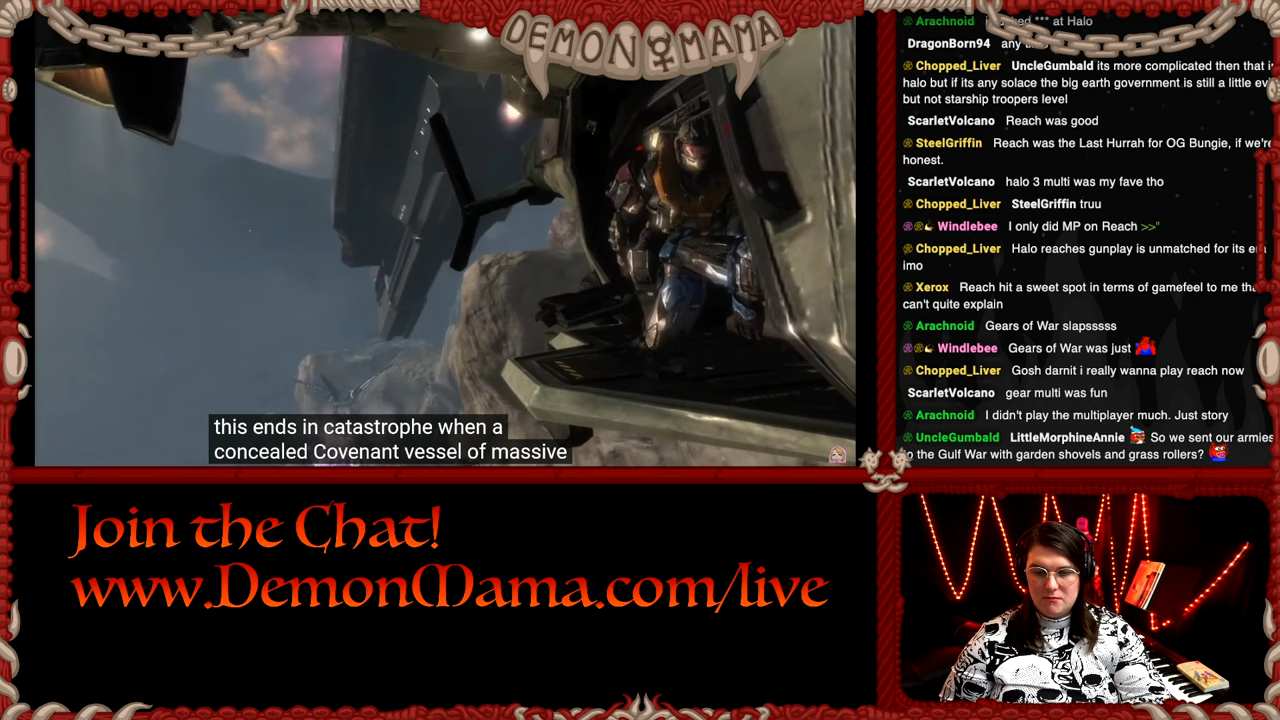 DEMON MAMA
this ends in catastrophe when a
concealed Covenant vessel of massive
Join the Chat!
www.DemonMama.com/live
Arachnoid *** at Halo
DragonBorn94 any
Chopped_Liver UncleGumbald its more complicated then that
halo but if its any solace the big earth government is still a little
but not starship troopers level
ScarletVolcano Reach was good
SteelGriffin Reach was the Last Hurrah for OG Bungie, if we're
honest.
ScarletVolcano halo 3 multi was my fave tho
Chopped_Liver SteelGriffin truu
Windlebee I only did MP on Reach >>"
Chopped_Liver Halo reaches gunplay is unmatched for its
imo
Xerox Reach hit a sweet spot in terms of gamefeel to me
can't quite explain
Arachnoid Gears of War slapsssss
Windlebee Gears of War was just
Chopped_Liver Gosh darnit i really wanna play reach now
ScarletVolcano gear multi was fun
Arachnoid I didn't play the multiplayer much. Just story
UncleGumbald LittleMorphineAnnie So we sent our armies
o the Gulf War with garden shovels and grass rollers?